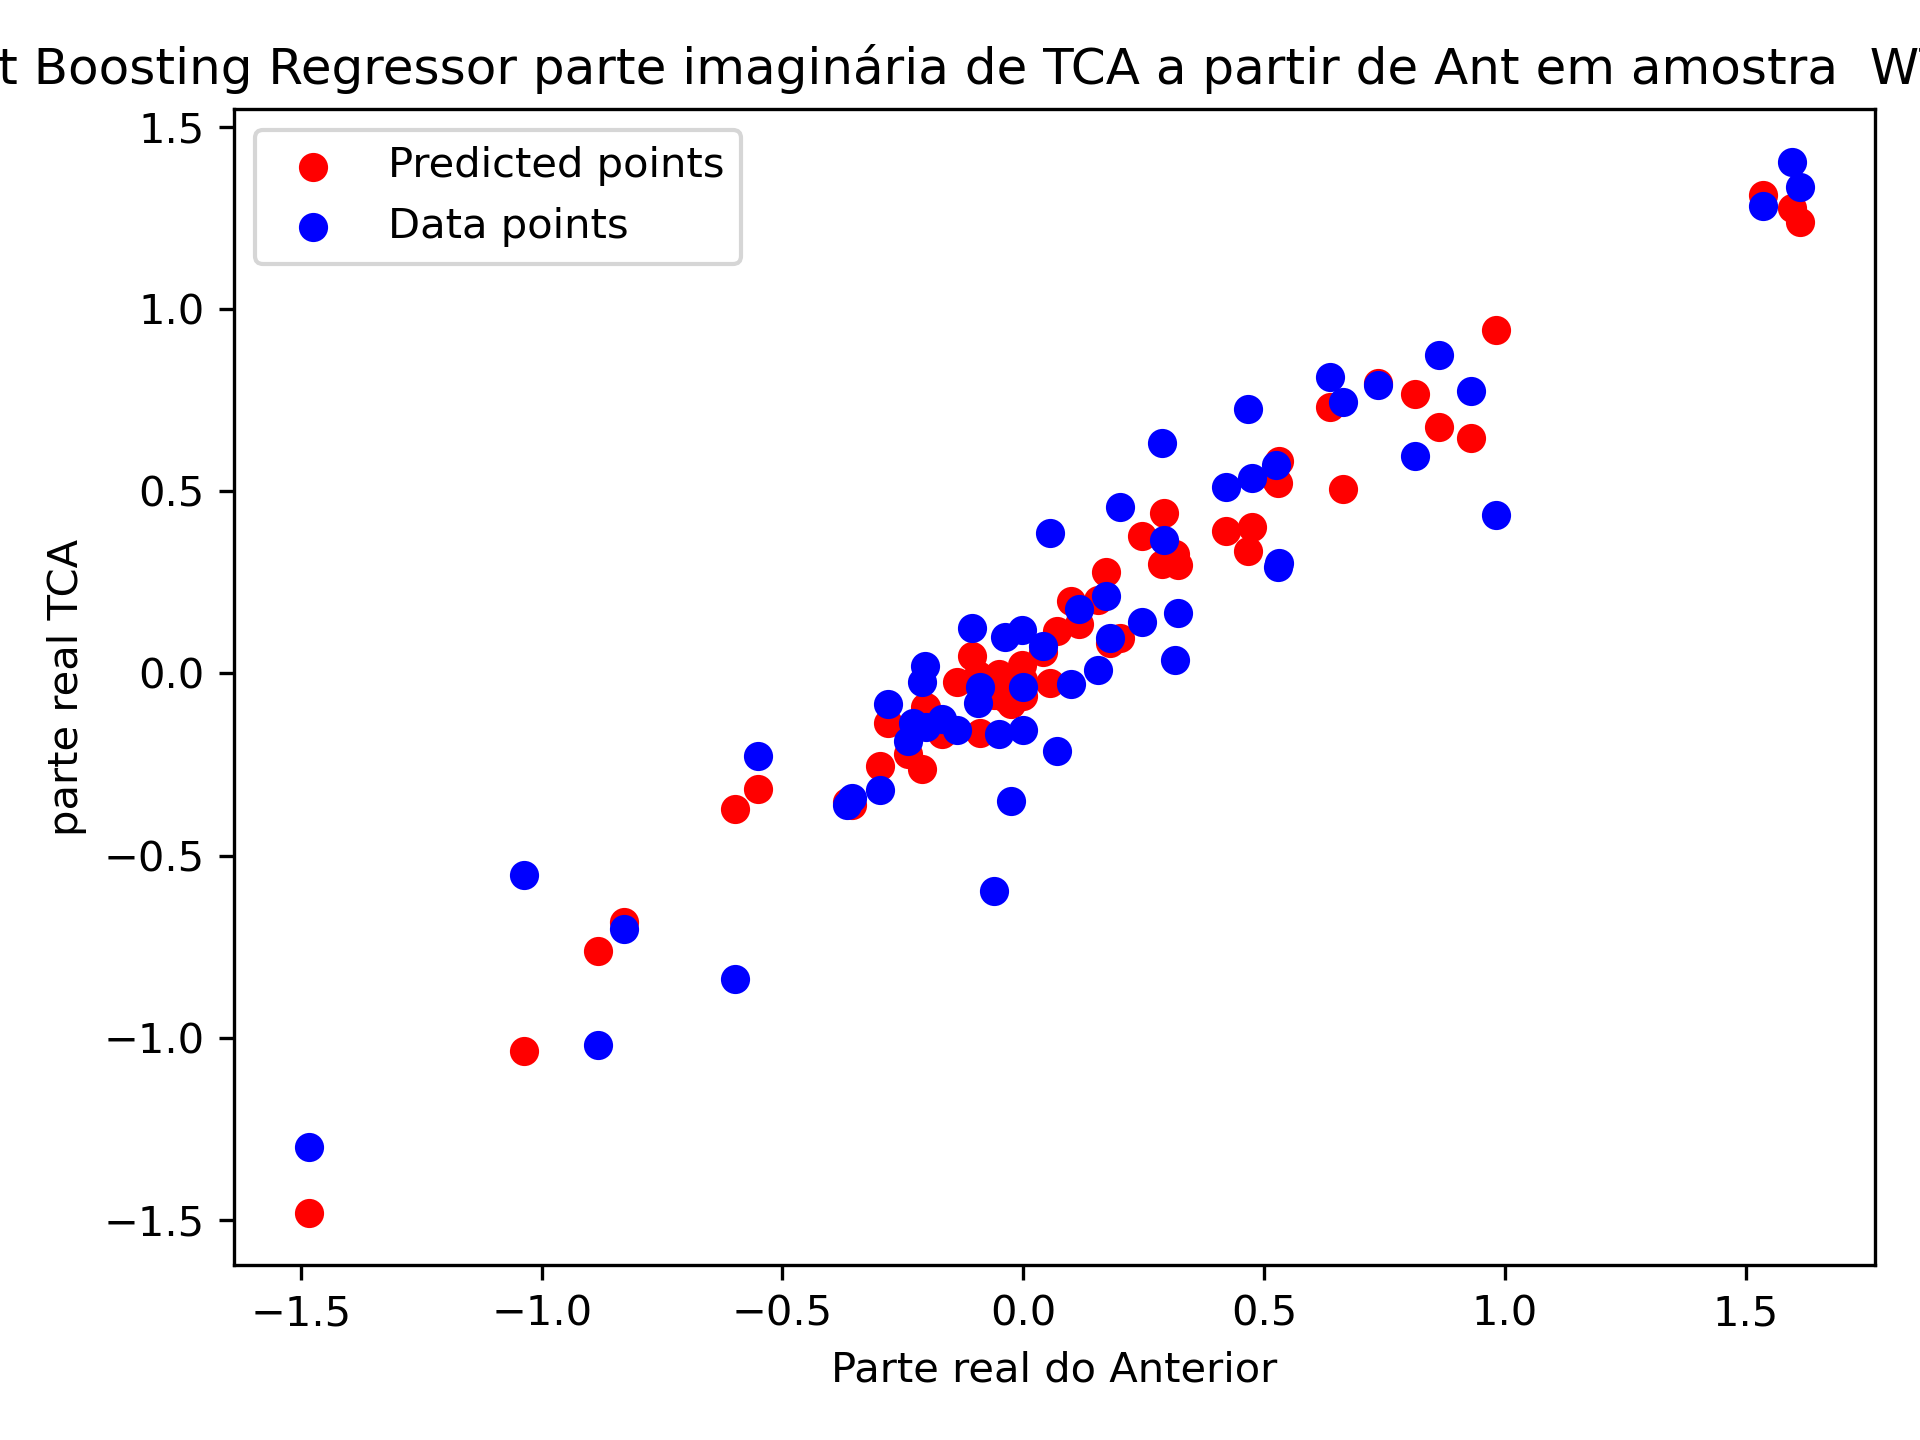 t Boosting Regressor parte imaginária de TCA a partir de Ant em amostra WT
Predicted points
Data points
1.5
1.0
0.5
0.0
−0.5
−1.0
−1.5
parte real TCA
−1.5
−1.0
−0.5
0.0
0.5
1.0
1.5
Parte real do Anterior